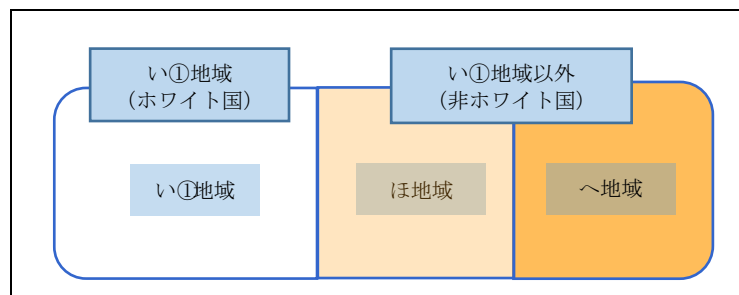 い①地域
（ホワイト国）
い①地域以外
（非ホワイト国）
い①地域
ほ地域
へ地域